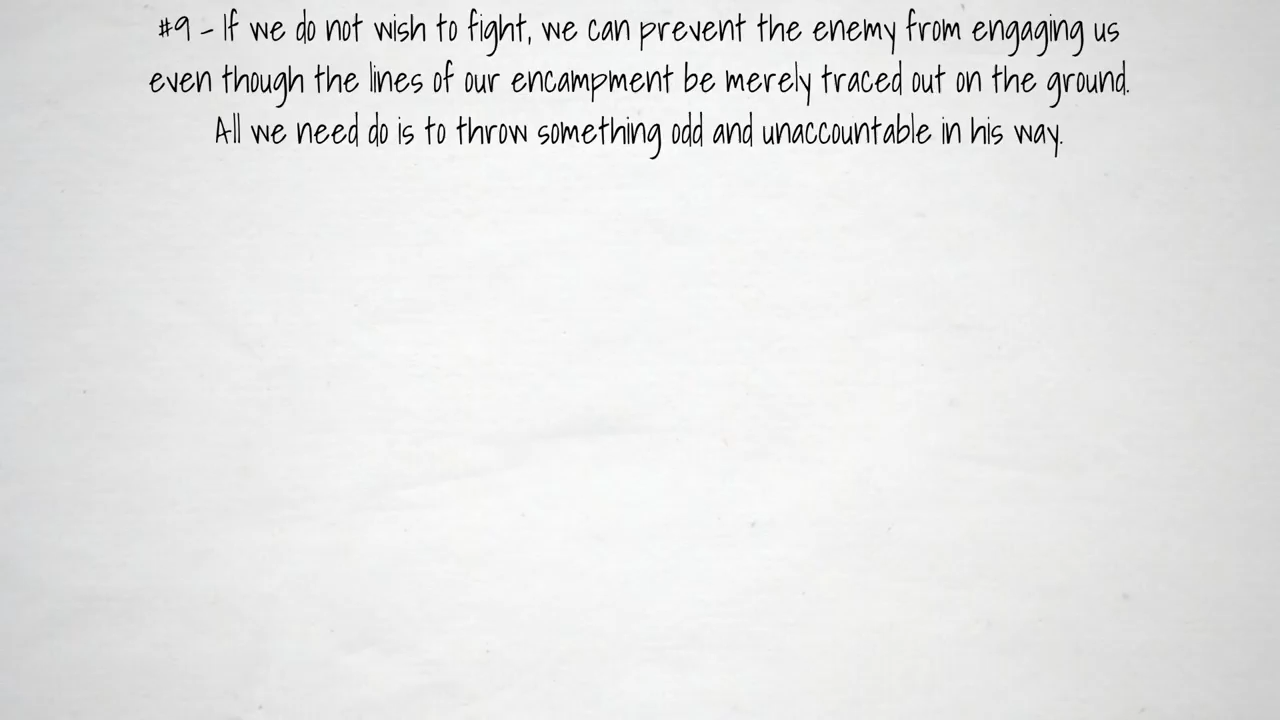 #9 - If we do not wish to fight, we can prevent the enemy from engaging us
even though the lines of our encampment be merely traced out on the ground.
All we need do is to throw something odd and unaccountable in his way.